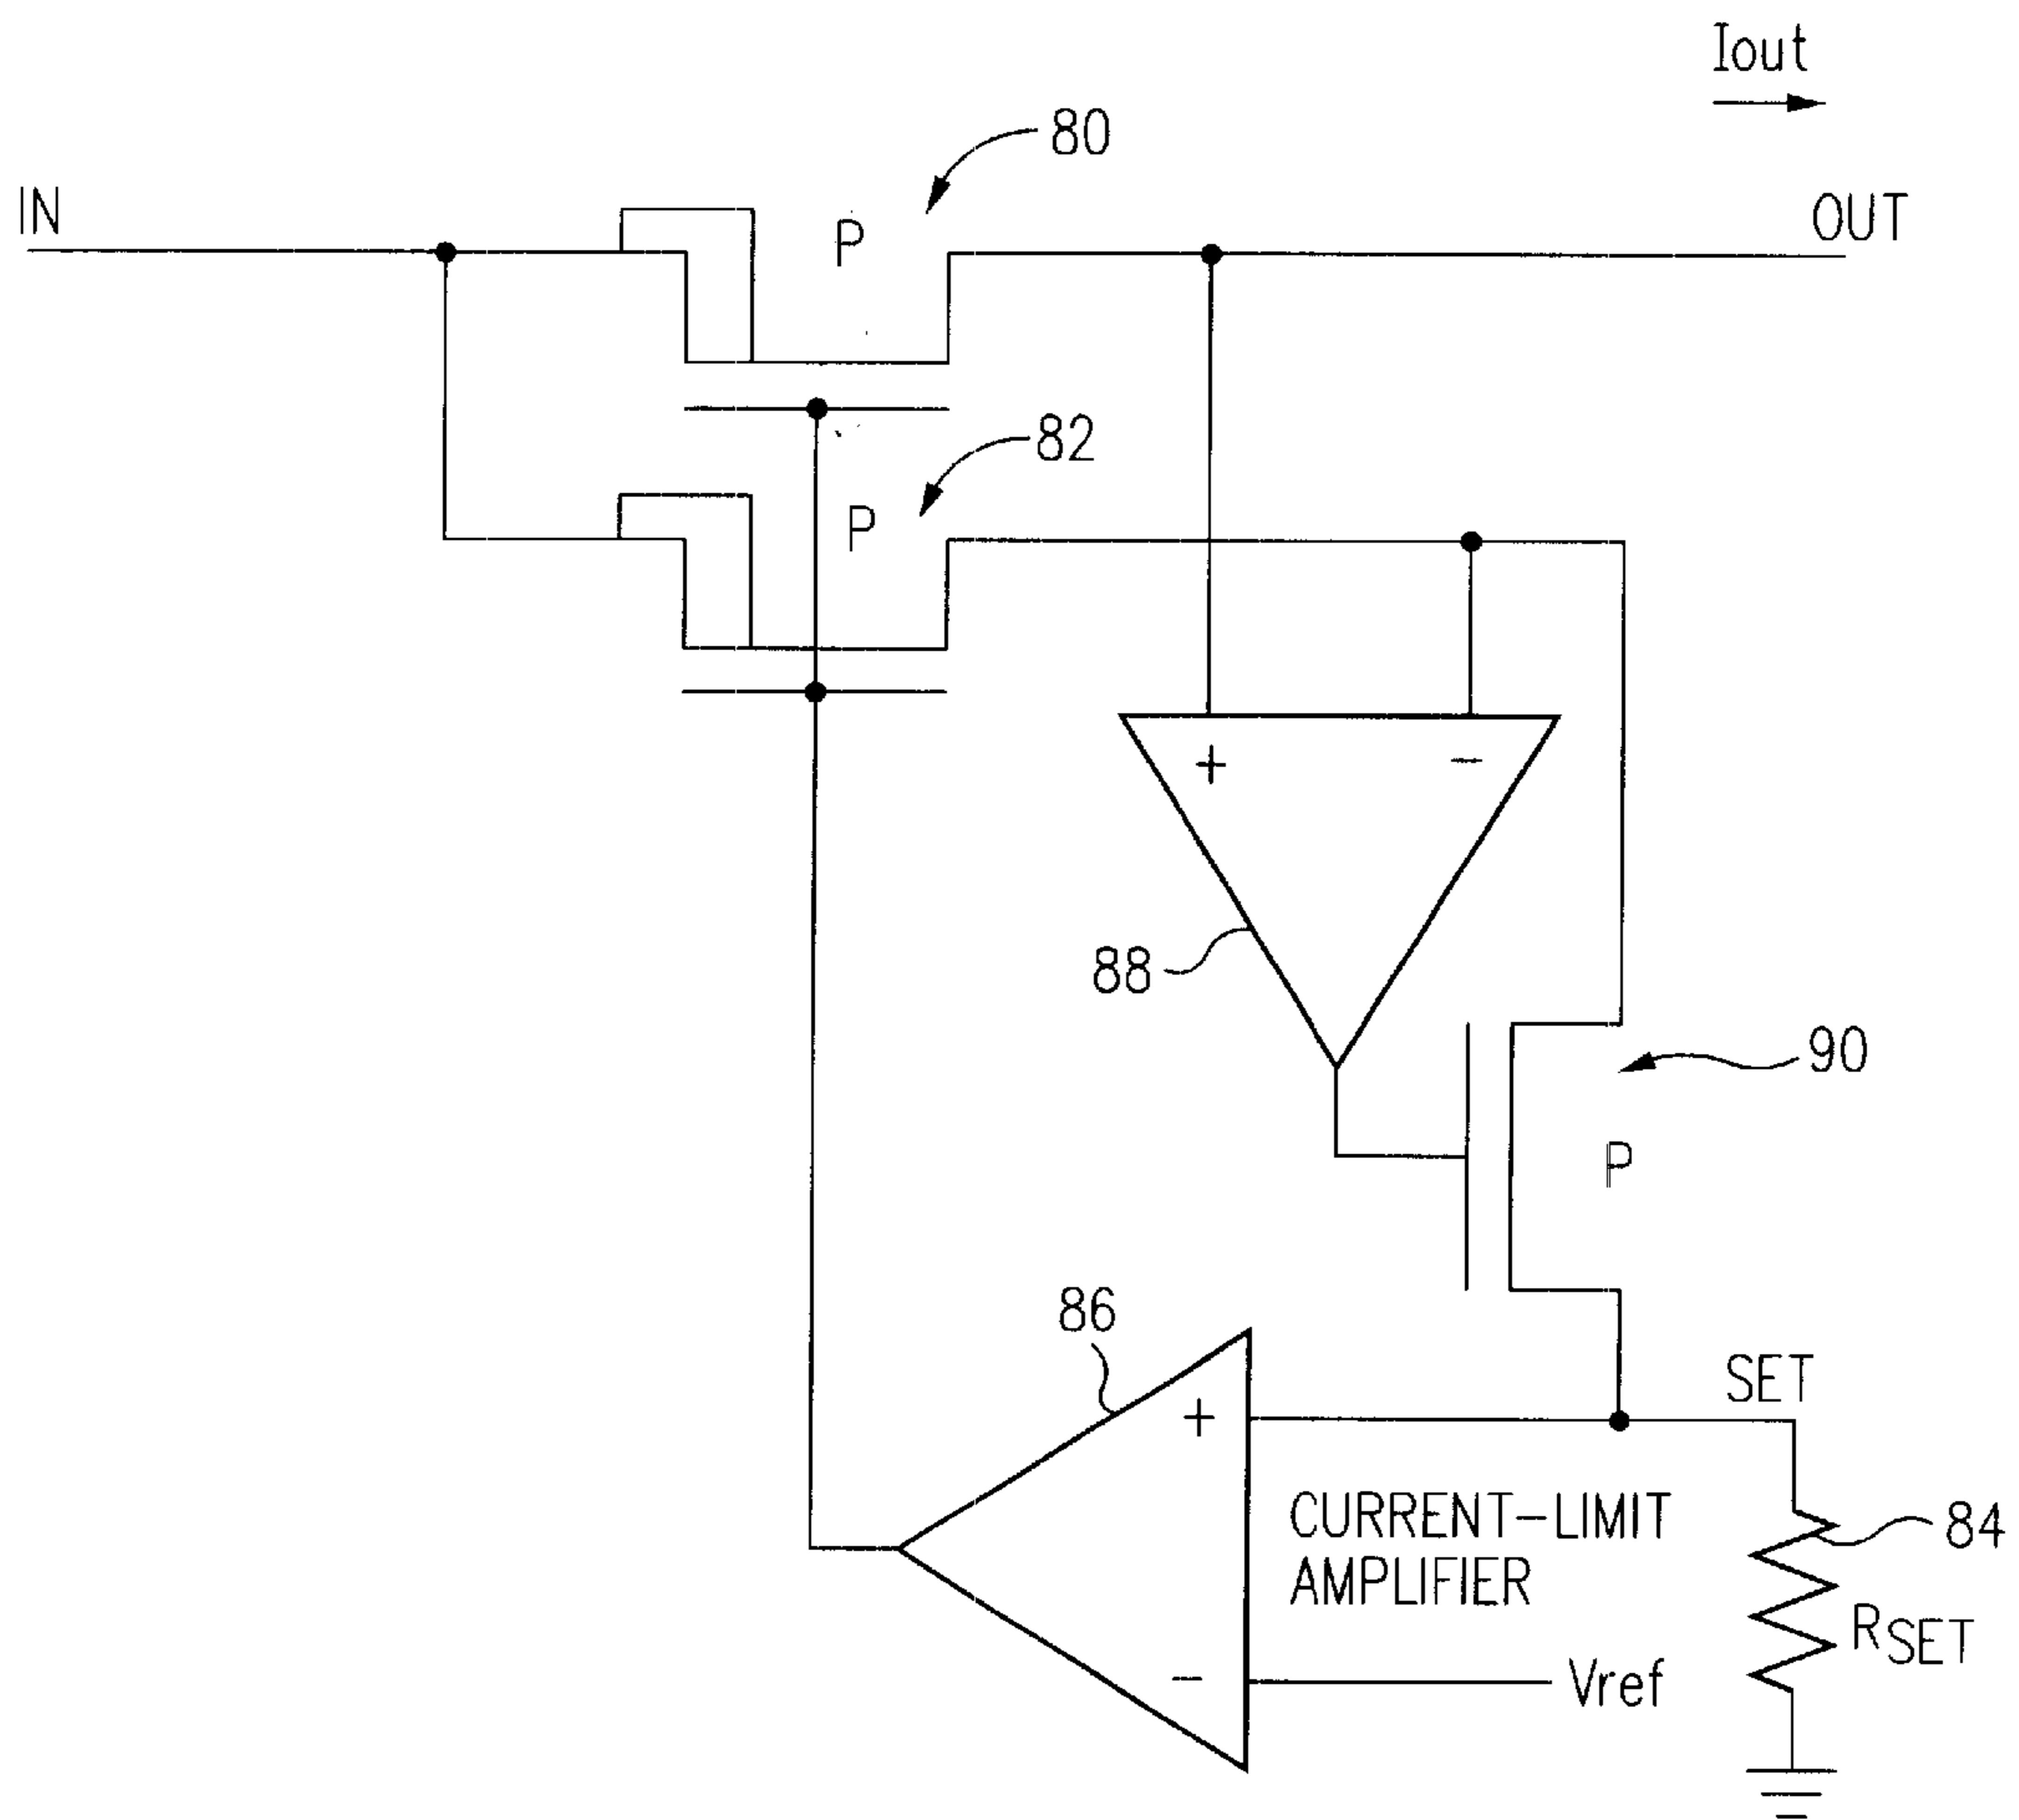 Iout
80
IN
P
OUT
82
P
+
-
88
90
P
86
SET
+
CURRENT-LIMIT
AMPLIFIER
84
RSET
-
Vref